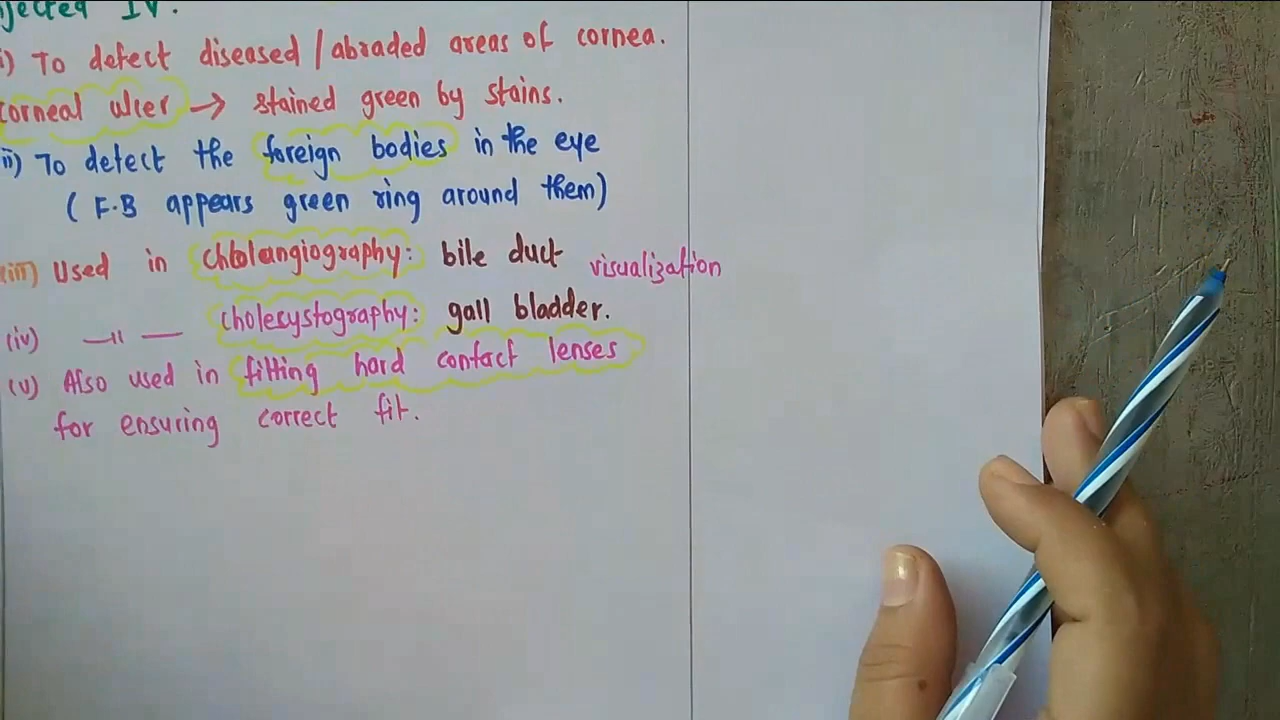 jected IV.
i) To detect diseased / abraded areas of cornea.
corneal ulcer → stained green by stains.
ii) To detect the foreign bodies in the eye
( F.B appears green ring around them)
(iii) Used in cholangiography: bile duct visualization
(iv) —॥— cholecystography: gall bladder.
(v) Also used in fitting hard contact lenses
for ensuring correct fit.